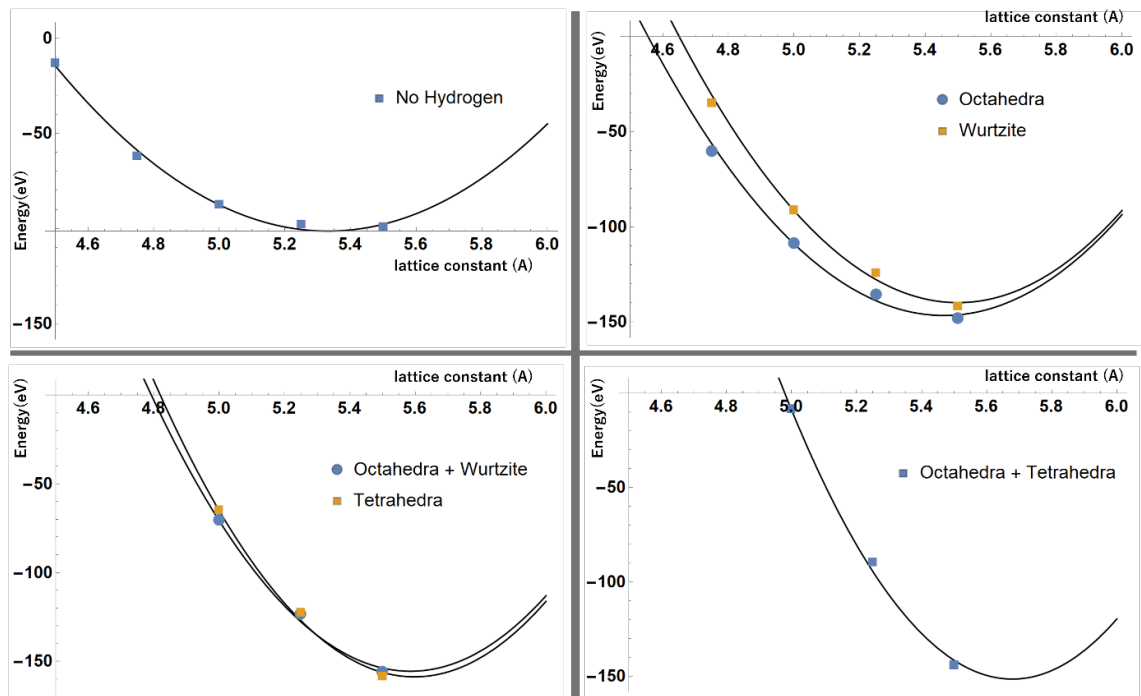 0
−50
−150
Energy(eV)
No Hydrogen
4.6 4.8 5.0 5.2 5.4 5.6 5.8 6.0
lattice constant (A)
lattice constant (A)
4.6 4.8 5.0 5.2 5.4 5.6 5.8 6.0
Energy(eV)
Octahedra
Wurtzite
−50
−100
−150
lattice constant (A)
4.6 4.8 5.0 5.2 5.4 5.6 5.8 6.0
Energy(eV)
Octahedra + Wurtzite
Tetrahedra
−50
−100
−150
lattice constant (A)
4.6 4.8 5.0 5.2 5.4 5.6 5.8 6.0
Energy(eV)
Octahedra + Tetrahedra
−50
−100
−150